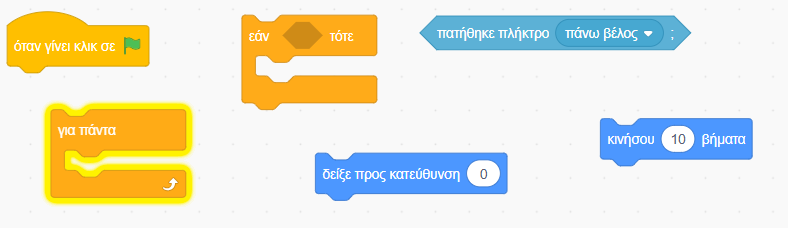 όταν γίνει κλικ σε
εάν τότε
πατήθηκε πλήκτρο πάνω βέλος ;
για πάντα
κινήσου 10 βήματα
δείξε προς κατεύθυνση 0